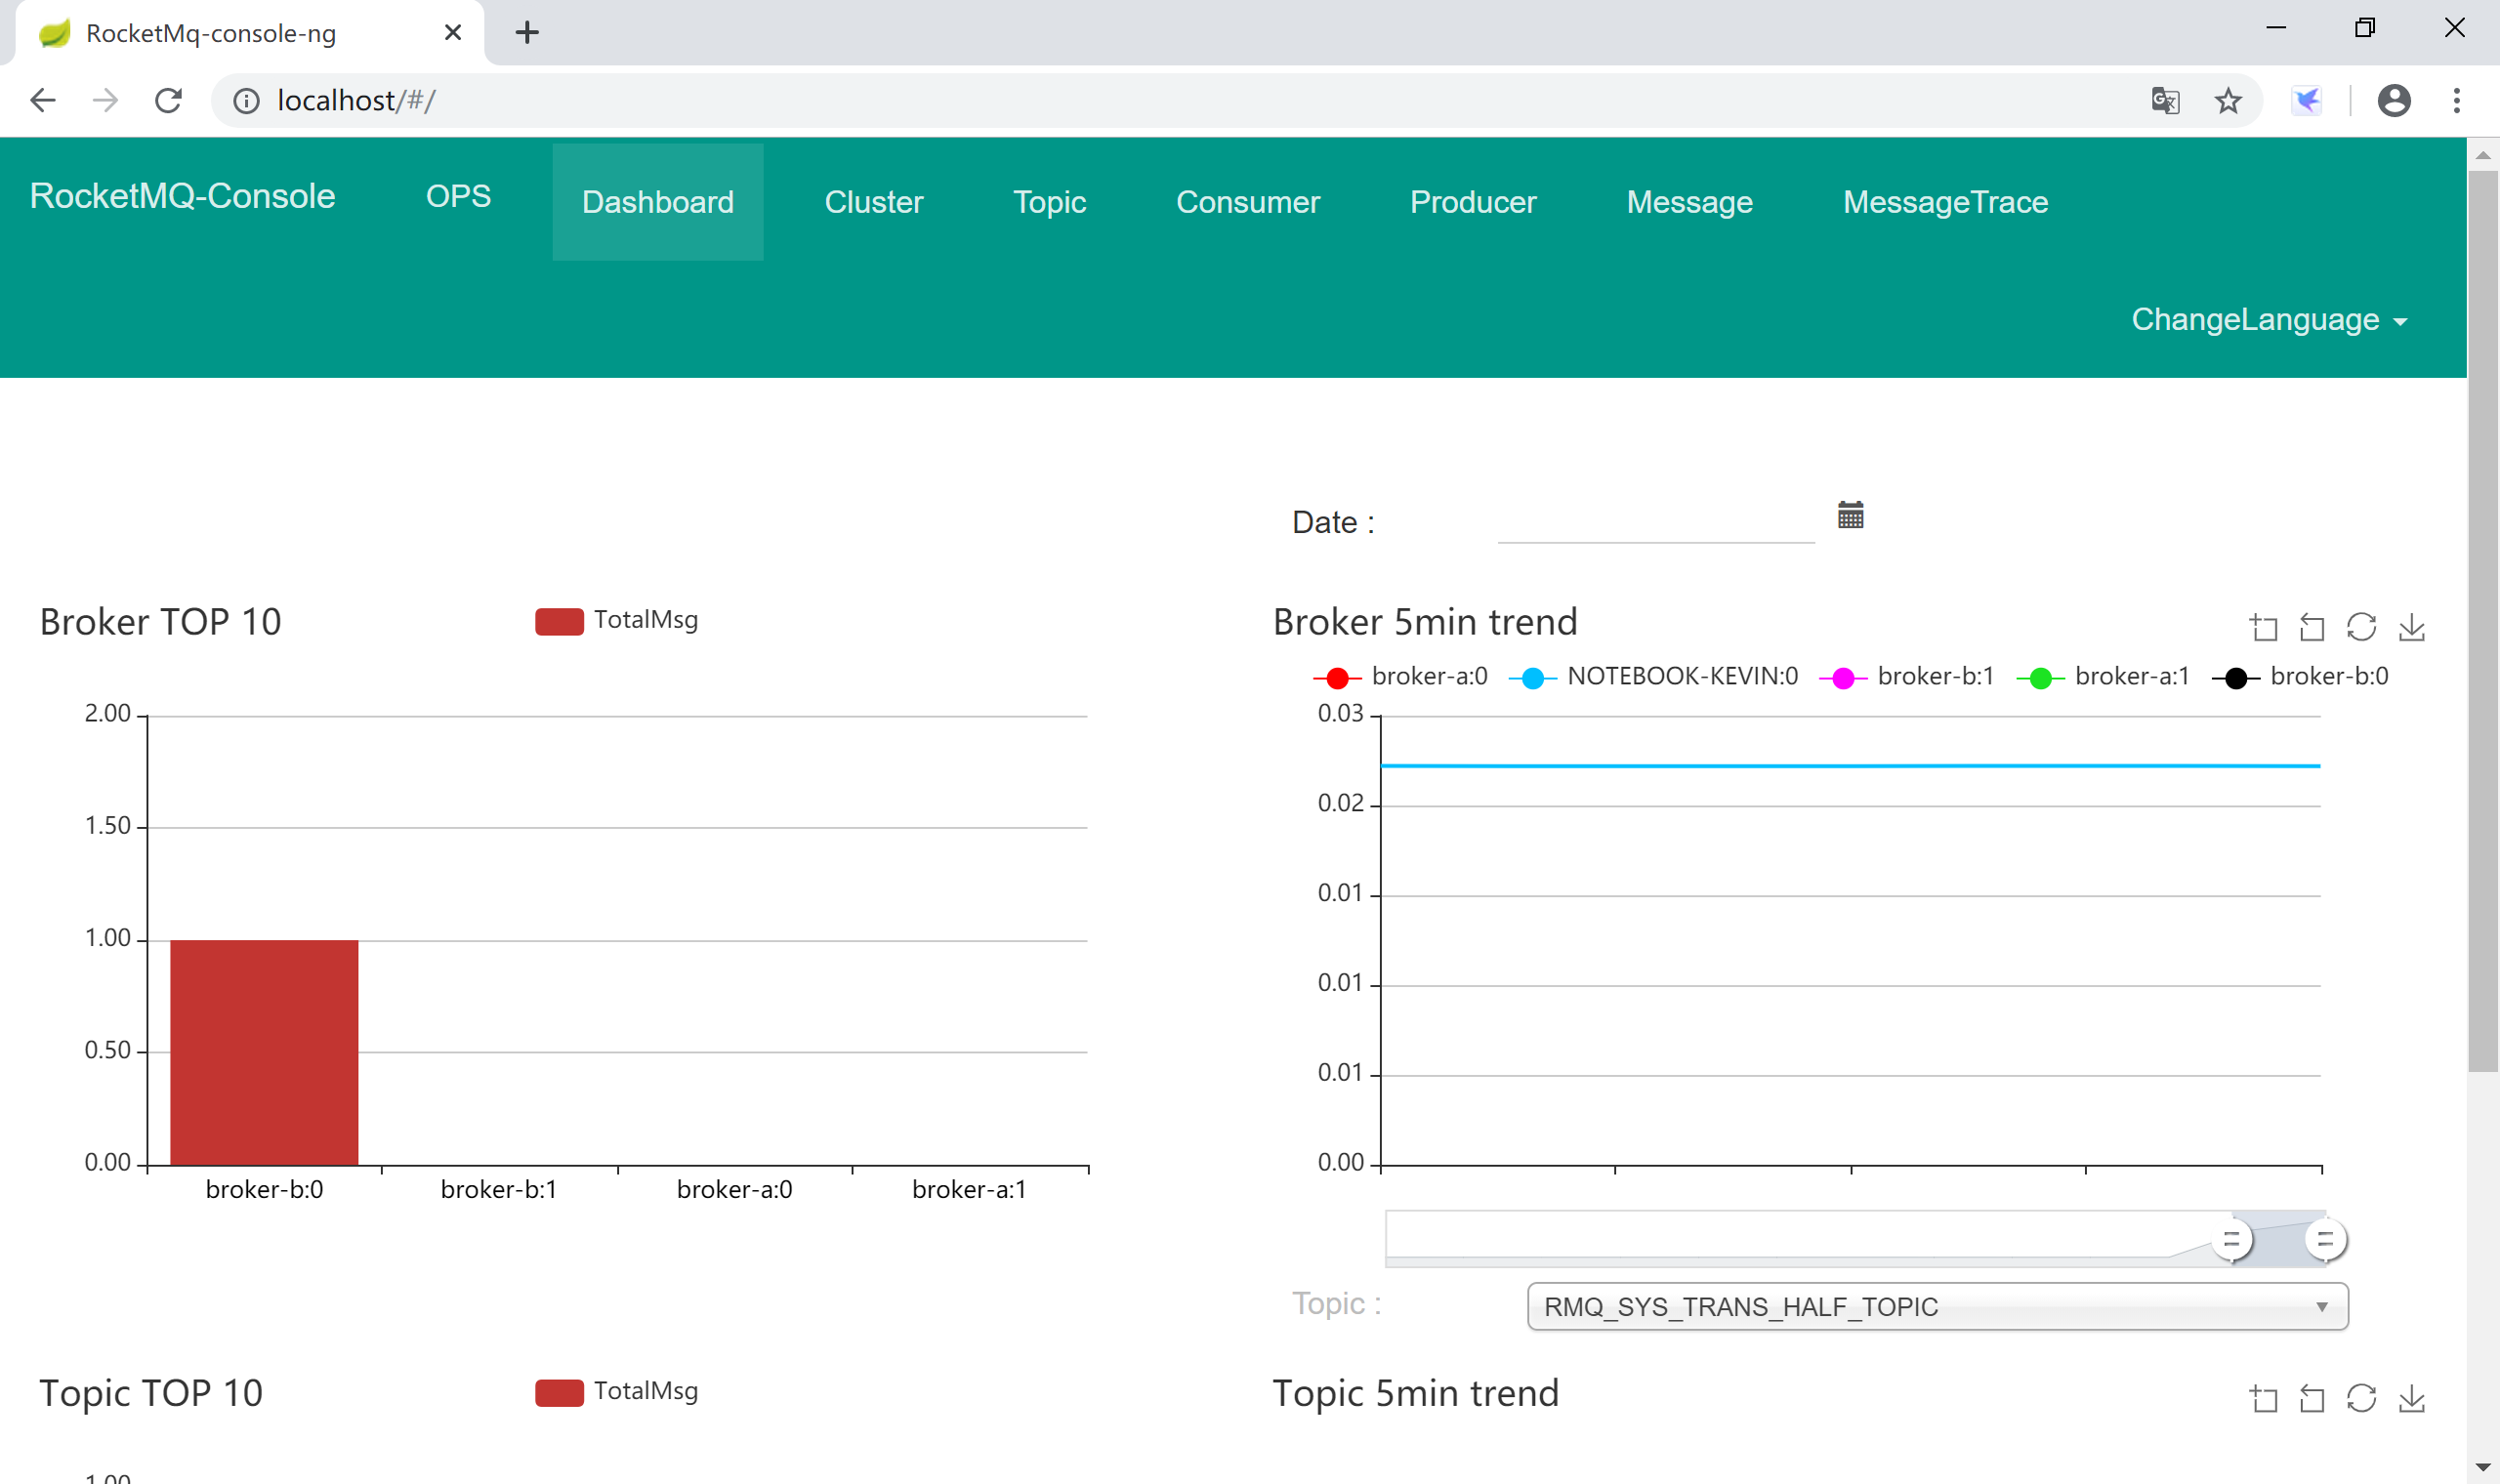 RocketMq-console-ng
localhost/#/
RocketMQ-Console OPS Dashboard Cluster Topic Consumer Producer Message MessageTrace
ChangeLanguage
Date :
Broker TOP 10
TotalMsg
2.00
1.50
1.00
0.50
0.00
broker-b:0 broker-b:1 broker-a:0 broker-a:1
Broker 5min trend
broker-a:0 NOTEBOOK-KEVIN:0 broker-b:1 broker-a:1 broker-b:0
0.03
0.02
0.01
0.01
0.01
0.00
Topic :
RMQ_SYS_TRANS_HALF_TOPIC
Topic TOP 10
TotalMsg
1.00
Topic 5min trend